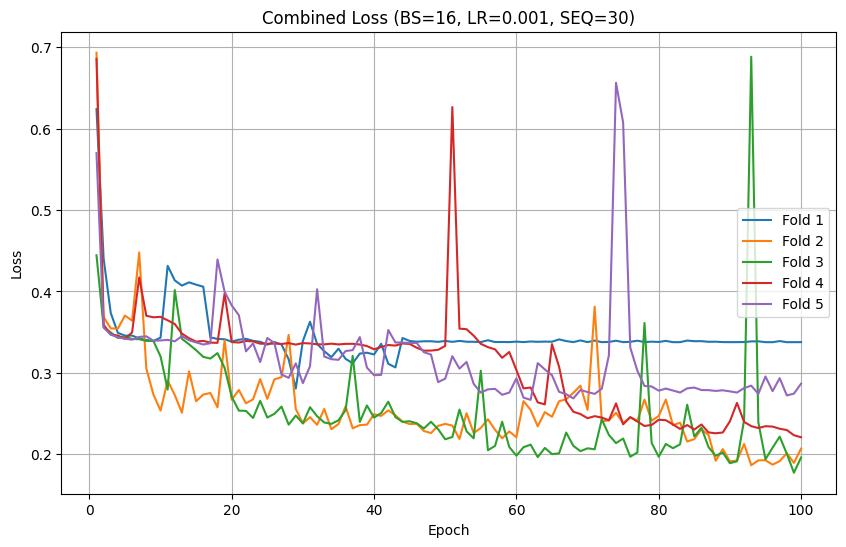 Combined Loss (BS=16, LR=0.001, SEQ=30)
0.7
0.6
0.5
0.4
0.3
0.2
Loss
Fold 1
Fold 2
Fold 3
Fold 4
Fold 5
0 20 40 60 80 100
Epoch